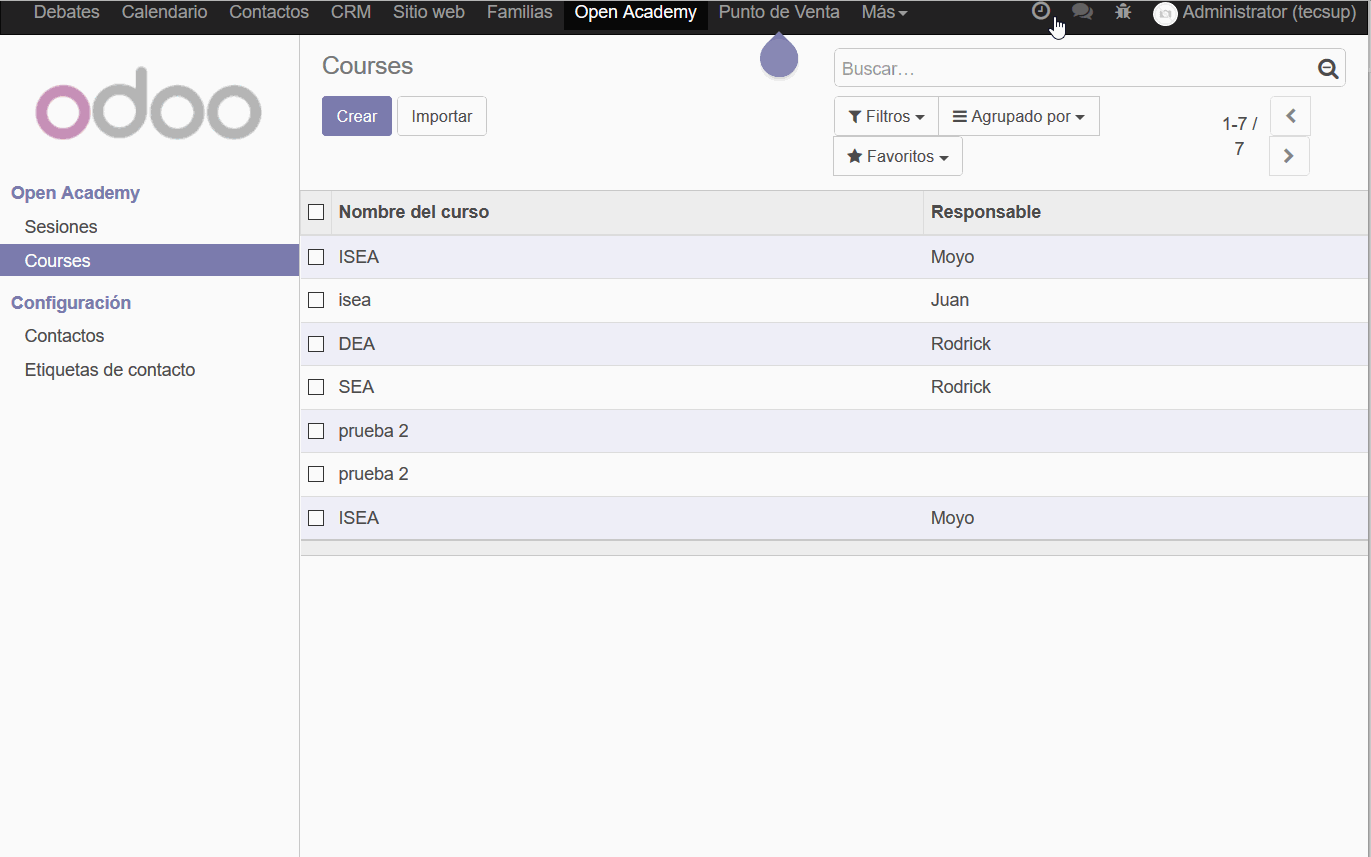 Debates Calendario Contactos CRM Sitio web Familias Open Academy Punto de Venta Más Administrator (tecsup)
odoo
Open Academy
Sesiones
Courses
Configuración
Contactos
Etiquetas de contacto
Courses
Buscar...
Crear Importar
Filtros Agrupado por
Favoritos
1-7 /
7
Nombre del curso Responsable
ISEA Moyo
isea Juan
DEA Rodrick
SEA Rodrick
prueba 2
prueba 2
ISEA Moyo